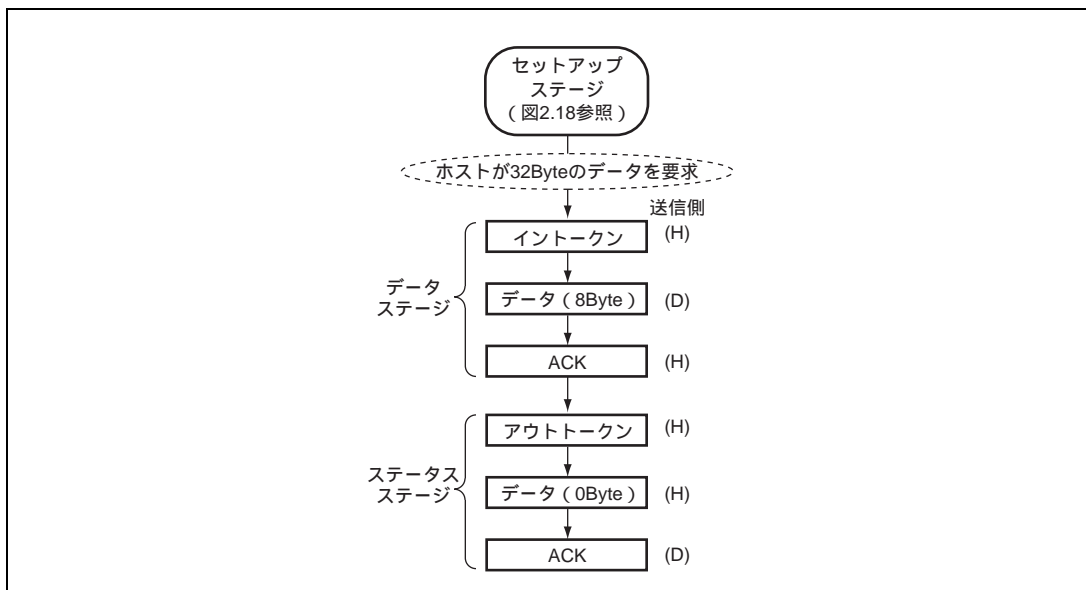 セットアップ
ステージ
（図2.18参照）
ホストが32Byteのデータを要求
送信側
イントークン
(H)
データ
ステージ
データ（8Byte）
(D)
ACK
(H)
アウトトークン
(H)
ステータス
ステージ
データ（0Byte）
(H)
ACK
(D)